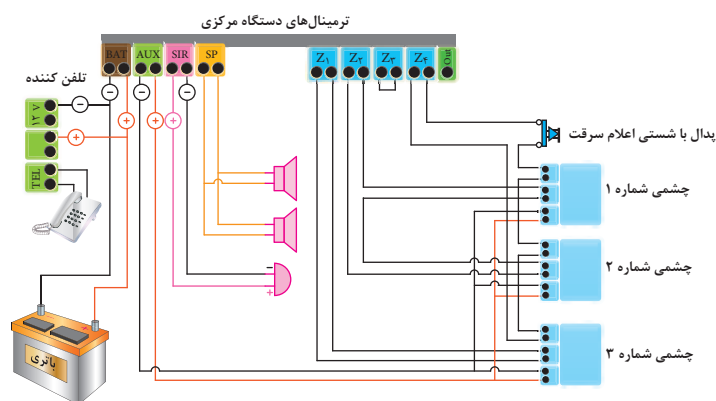 ترمینال‌های دستگاه مرکزی
BAT AUX SIR SP Z۱ Z۲ Z۳ Z۴ Out
تلفن کننده
۱۲ V
TEL
پدال با شستی اعلام سرقت
چشمی شماره ۱
چشمی شماره ۲
چشمی شماره ۳
باتری